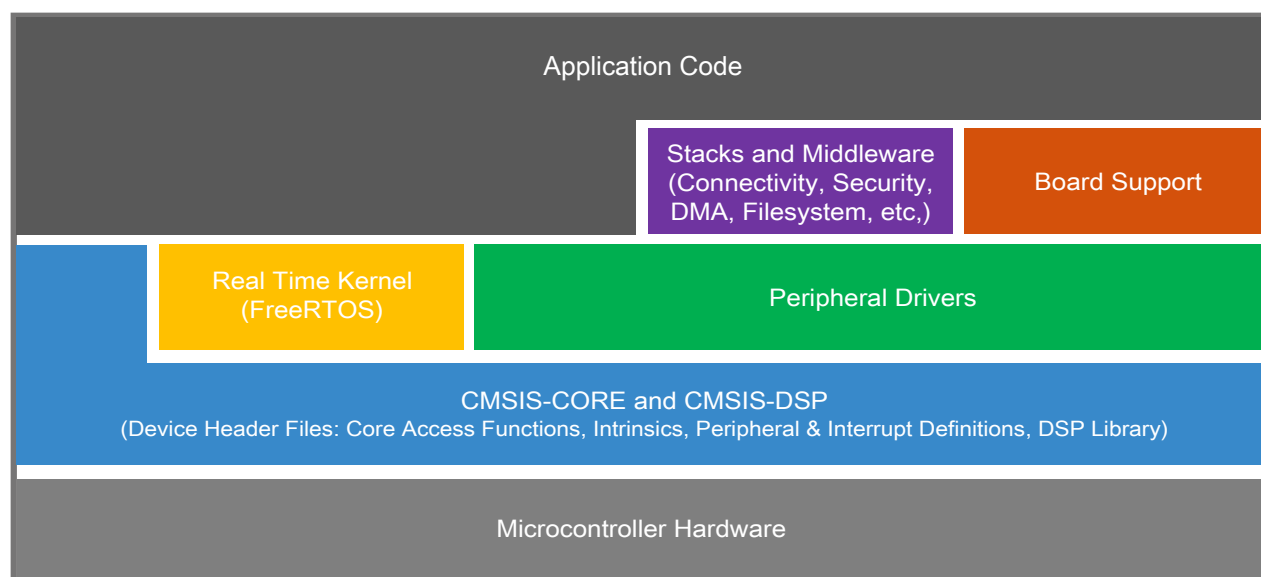 Application Code
Stacks and Middleware
(Connectivity, Security,
DMA, Filesystem, etc,)
Board Support
Real Time Kernel
(FreeRTOS)
Peripheral Drivers
CMSIS-CORE and CMSIS-DSP
(Device Header Files: Core Access Functions, Intrinsics, Peripheral & Interrupt Definitions, DSP Library)
Microcontroller Hardware